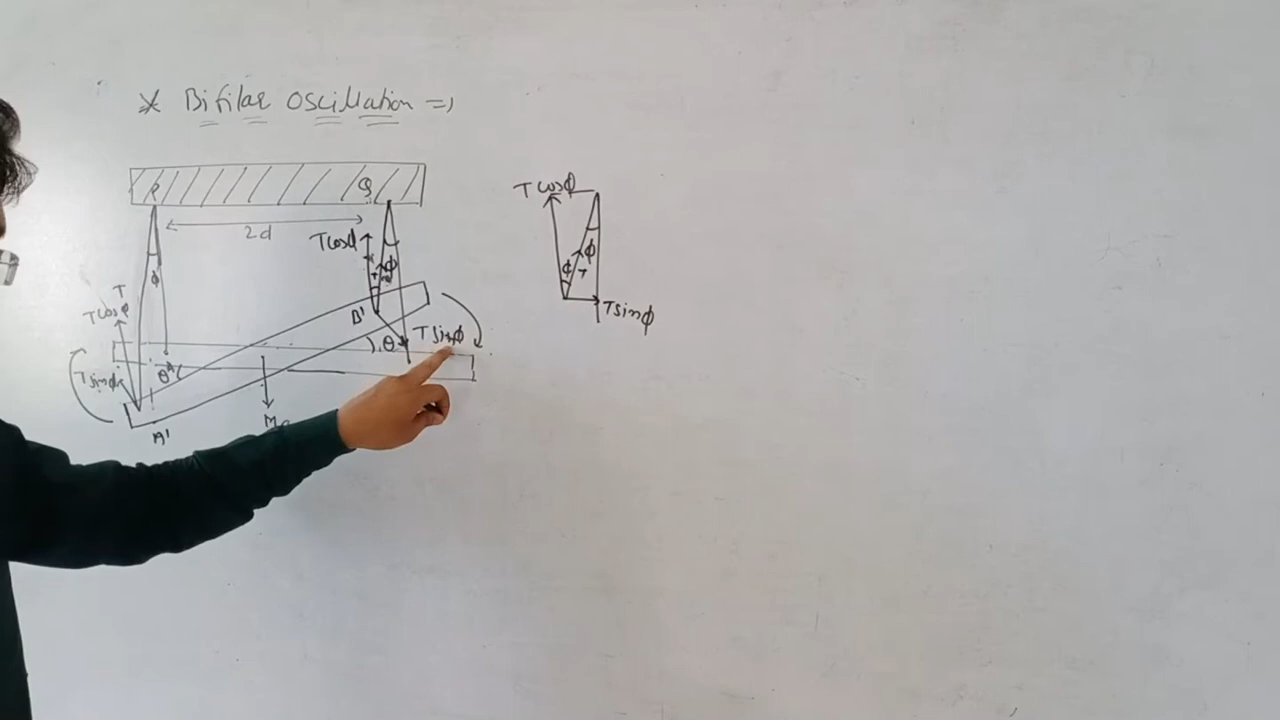 * Bifilar Oscillation =>
P Q
2d
Tcosϕ
T ϕ
ϕ
T
Tcosϕ
B'
Tsinϕ
θ
Tsinϕ
θ A
A'
Tcosϕ
ϕ
ϕ T
Tsinϕ